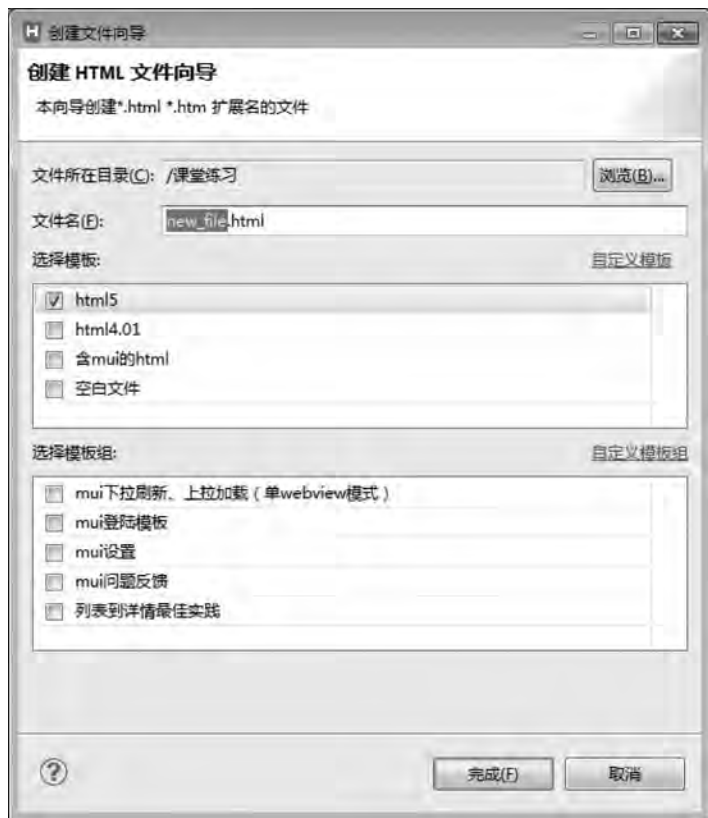 H 创建文件向导
创建 HTML 文件向导
本向导创建*.html *.htm 扩展名的文件
文件所在目录(C): /课堂练习 浏览(B)...
文件名(F): new_file.html
选择模板: 自定义模板
html5
html4.01
含mui的html
空白文件
选择模板组: 自定义模板组
mui下拉刷新、上拉加载（单webview模式）
mui登陆模板
mui设置
mui问题反馈
列表到详情最佳实践
? 完成(F) 取消